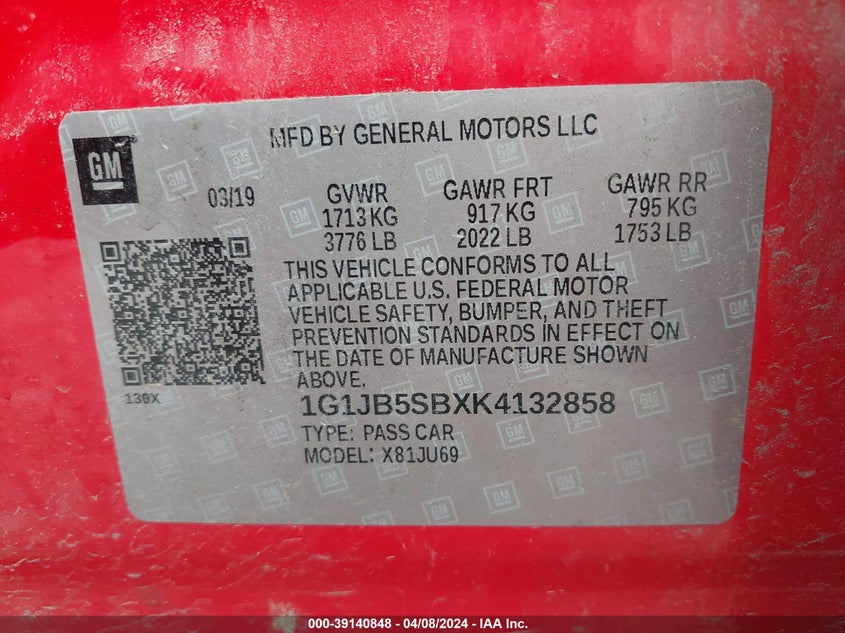 MFD BY GENERAL MOTORS LLC
GM
03/19 GVWR GAWR FRT GAWR RR
1713 KG 917 KG 795 KG
3776 LB 2022 LB 1753 LB
THIS VEHICLE CONFORMS TO ALL
APPLICABLE U.S. FEDERAL MOTOR
VEHICLE SAFETY, BUMPER, AND THEFT
PREVENTION STANDARDS IN EFFECT ON
THE DATE OF MANUFACTURE SHOWN
ABOVE.
130X
1G1JB5SBXK4132858
TYPE: PASS CAR
MODEL: X81JU69
000-39140848 - 04/08/2024 - IAA Inc.